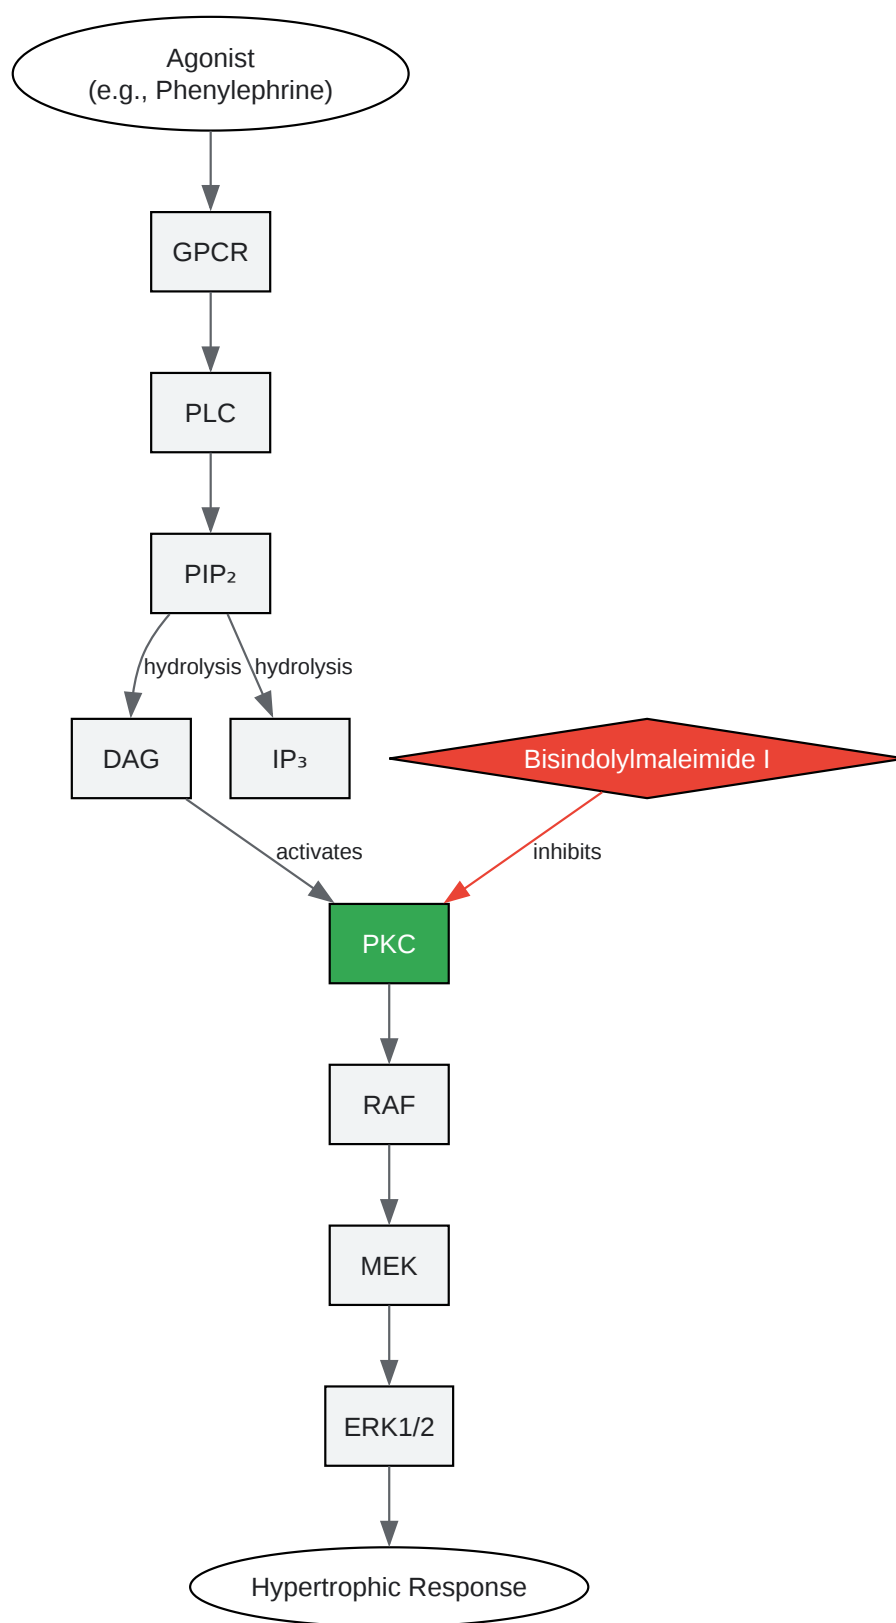 Agonist
(e.g., Phenylephrine)
GPCR
PLC
PIP₂
hydrolysis
hydrolysis
DAG
IP₃
Bisindolylmaleimide I
activates
inhibits
PKC
RAF
MEK
ERK1/2
Hypertrophic Response